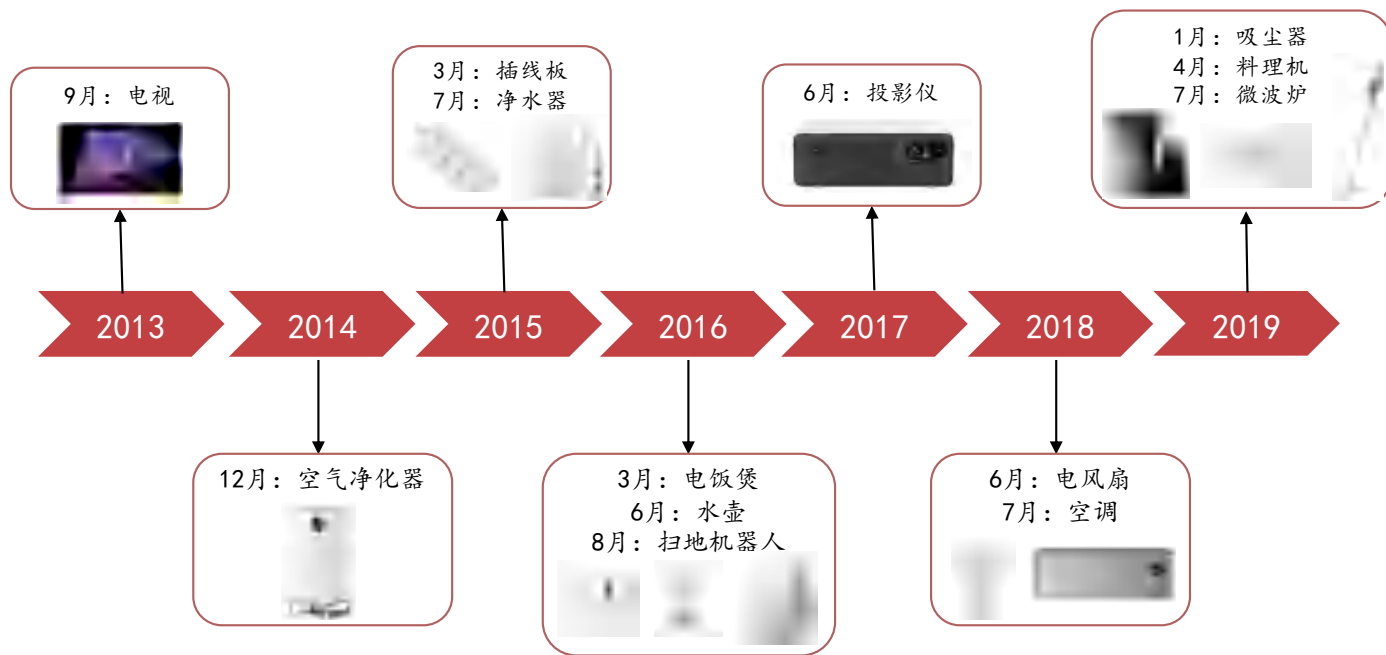 9月：电视
3月：插线板
7月：净水器
6月：投影仪
1月：吸尘器
4月：料理机
7月：微波炉
2013
2014
2015
2016
2017
2018
2019
12月：空气净化器
3月：电饭煲
6月：水壶
8月：扫地机器人
6月：电风扇
7月：空调